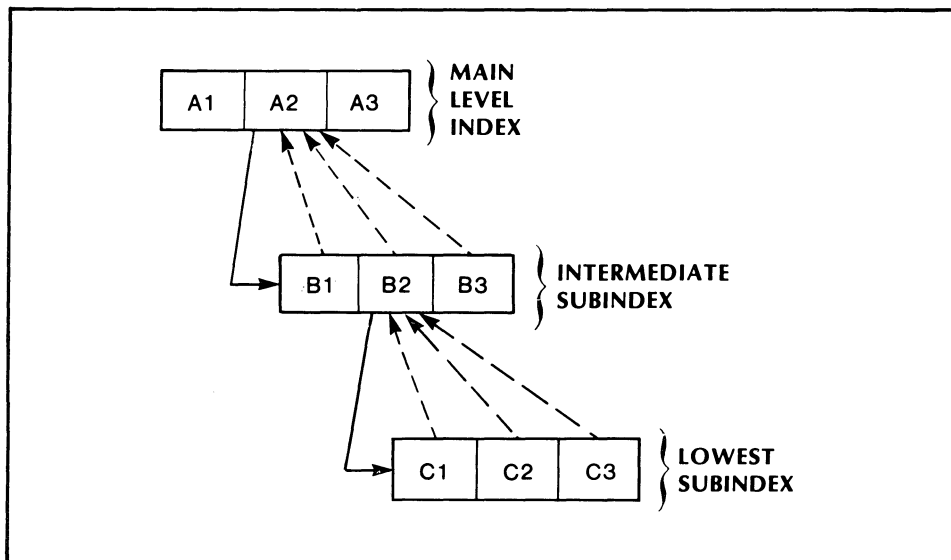 A1 A2 A3
MAIN
LEVEL
INDEX
B1 B2 B3
INTERMEDIATE
SUBINDEX
C1 C2 C3
LOWEST
SUBINDEX